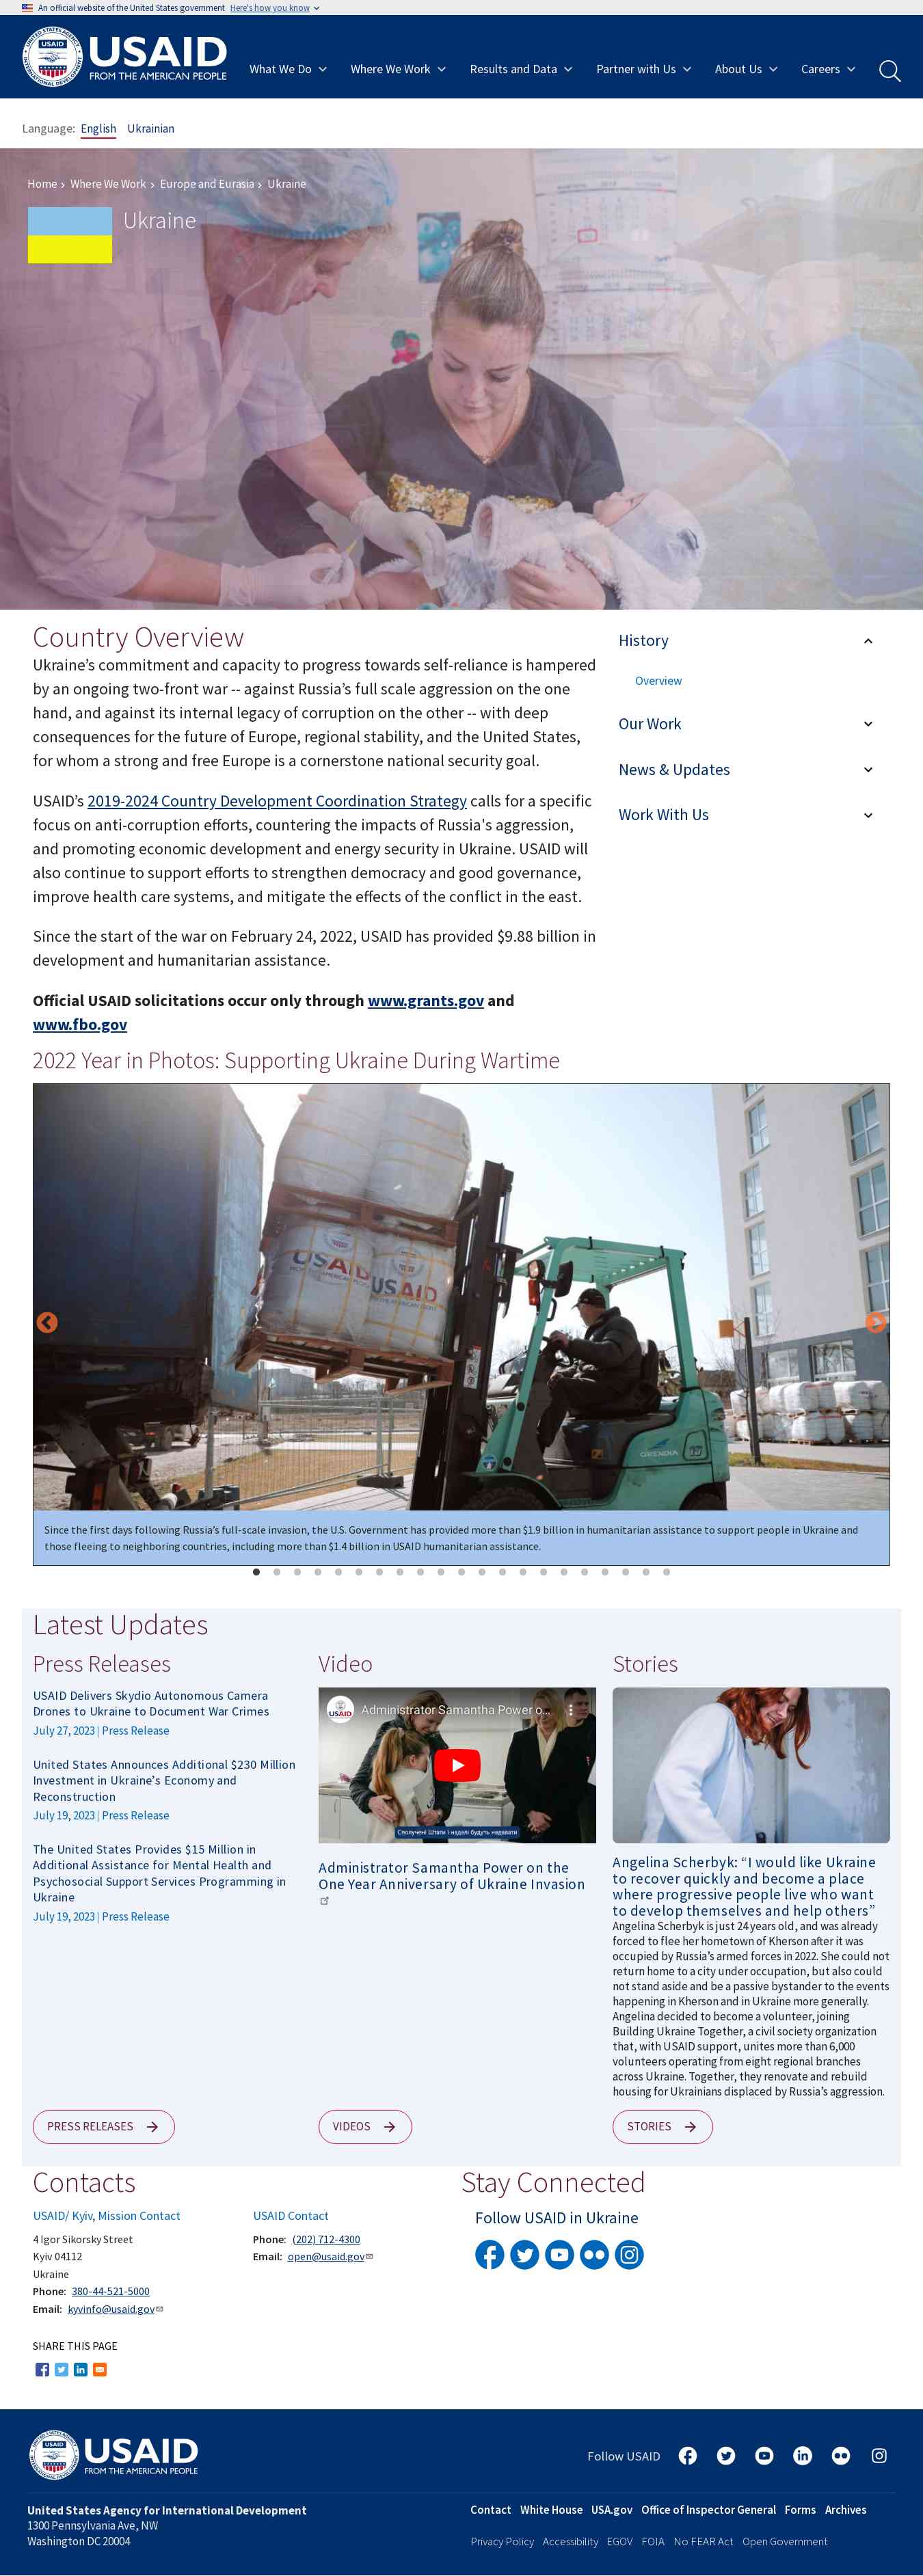 An official website of the United States government Here's how you know
USAID
FROM THE AMERICAN PEOPLE
What We Do
Where We Work
Results and Data
Partner with Us
About Us
Careers
Language: English Ukrainian
Home › Where We Work › Europe and Eurasia › Ukraine
Ukraine
Country Overview
Ukraine’s commitment and capacity to progress towards self-reliance is hampered
by an ongoing two-front war -- against Russia’s full scale aggression on the one
hand, and against its internal legacy of corruption on the other -- with deep
consequences for the future of Europe, regional stability, and the United States,
for whom a strong and free Europe is a cornerstone national security goal.
USAID’s 2019-2024 Country Development Coordination Strategy calls for a specific
focus on anti-corruption efforts, countering the impacts of Russia's aggression,
and promoting economic development and energy security in Ukraine. USAID will
also continue to support efforts to strengthen democracy and good governance,
improve health care systems, and mitigate the effects of the conflict in the east.
Since the start of the war on February 24, 2022, USAID has provided $9.88 billion in
development and humanitarian assistance.
Official USAID solicitations occur only through www.grants.gov and
www.fbo.gov
History
Overview
Our Work
News & Updates
Work With Us
2022 Year in Photos: Supporting Ukraine During Wartime
USAID
FROM THE AMERICAN PEOPLE
USAID
FROM THE AMERICAN PEOPLE
Since the first days following Russia’s full-scale invasion, the U.S. Government has provided more than $1.9 billion in humanitarian assistance to support people in Ukraine and
those fleeing to neighboring countries, including more than $1.4 billion in USAID humanitarian assistance.
Latest Updates
Press Releases
USAID Delivers Skydio Autonomous Camera
Drones to Ukraine to Document War Crimes
July 27, 2023 | Press Release
United States Announces Additional $230 Million
Investment in Ukraine’s Economy and
Reconstruction
July 19, 2023 | Press Release
The United States Provides $15 Million in
Additional Assistance for Mental Health and
Psychosocial Support Services Programming in
Ukraine
July 19, 2023 | Press Release
PRESS RELEASES
Video
USAID
Administrator Samantha Power o...
Сполучені Штати і надалі будуть надавати
Administrator Samantha Power on the
One Year Anniversary of Ukraine Invasion
VIDEOS
Stories
Angelina Scherbyk: “I would like Ukraine
to recover quickly and become a place
where progressive people live who want
to develop themselves and help others”
Angelina Scherbyk is just 24 years old, and was already
forced to flee her hometown of Kherson after it was
occupied by Russia’s armed forces in 2022. She could not
return home to a city under occupation, but also could
not stand aside and be a passive bystander to the events
happening in Kherson and in Ukraine more generally.
Angelina decided to become a volunteer, joining
Building Ukraine Together, a civil society organization
that, with USAID support, unites more than 6,000
volunteers operating from eight regional branches
across Ukraine. Together, they renovate and rebuild
housing for Ukrainians displaced by Russia’s aggression.
STORIES
Contacts
USAID/ Kyiv, Mission Contact
4 Igor Sikorsky Street
Kyiv 04112
Ukraine
Phone: 380-44-521-5000
Email: kyvinfo@usaid.gov
USAID Contact
Phone: (202) 712-4300
Email: open@usaid.gov
Stay Connected
Follow USAID in Ukraine
SHARE THIS PAGE
USAID
FROM THE AMERICAN PEOPLE
Follow USAID
United States Agency for International Development
1300 Pennsylvania Ave, NW
Washington DC 20004
Contact White House USA.gov Office of Inspector General Forms Archives
Privacy Policy Accessibility EGOV FOIA No FEAR Act Open Government